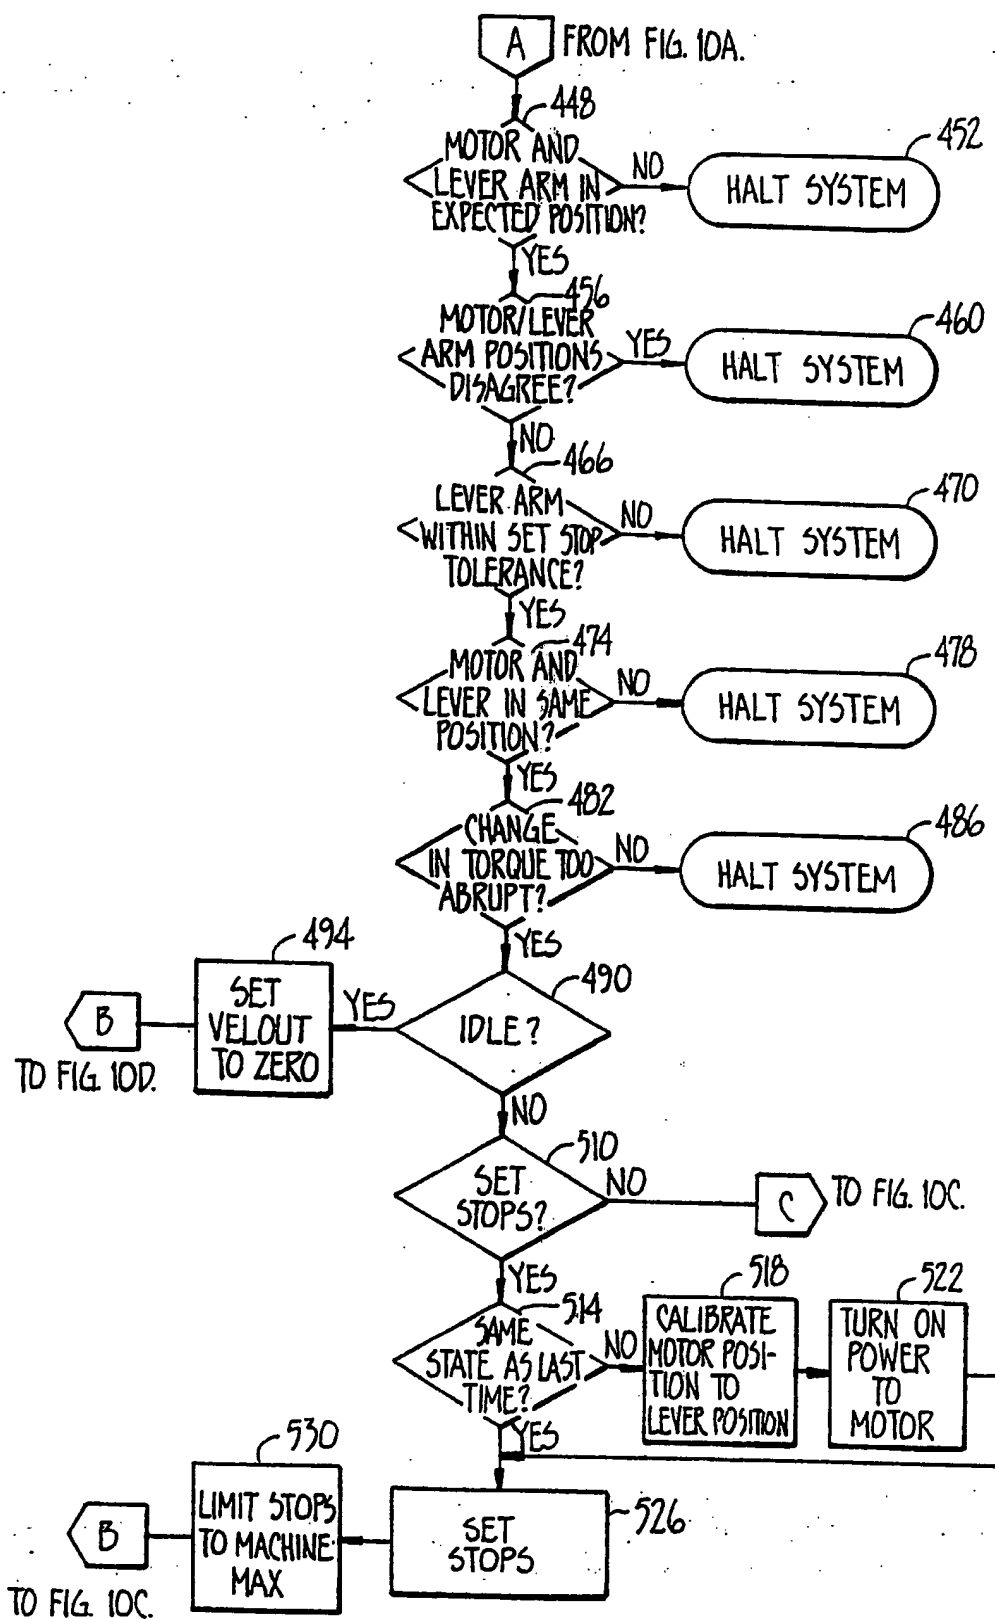 A FROM FIG. 10A.
448
MOTOR AND
LEVER ARM IN
EXPECTED POSITION?
NO
452
HALT SYSTEM
YES
456
MOTOR/LEVER
ARM POSITIONS
DISAGREE?
YES
460
HALT SYSTEM
NO
466
LEVER ARM
WITHIN SET STOP
TOLERANCE?
NO
470
HALT SYSTEM
YES
474
MOTOR AND
LEVER IN SAME
POSITION?
NO
478
HALT SYSTEM
YES
482
CHANGE
IN TORQUE TOO
ABRUPT?
NO
486
HALT SYSTEM
YES
490
IDLE?
YES
494
SET
VELOUT
TO ZERO
B
TO FIG. 10D.
NO
510
SET
STOPS?
NO
C TO FIG. 10C.
YES
514
SAME
STATE AS LAST
TIME?
NO
518
CALIBRATE
MOTOR POSI-
TION TO
LEVER POSITION
522
TURN ON
POWER
TO
MOTOR
YES
526
SET
STOPS
530
LIMIT STOPS
TO MACHINE
MAX
B
TO FIG. 10C.